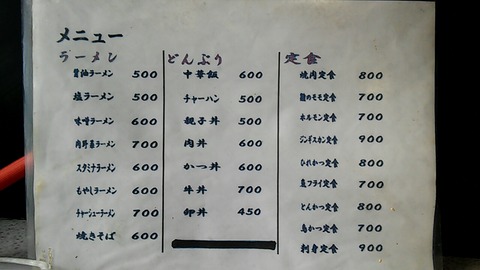 メニュー
ラーメン
醤油ラーメン 500
塩ラーメン 500
味噌ラーメン 600
肉野菜ラーメン 700
スタミナラーメン 600
もやしラーメン 600
チャーシューラーメン 700
焼きそば 600
どんぶり
中華飯 600
チャーハン 500
親子丼 500
肉丼 600
かつ丼 600
牛丼 700
卵丼 450
定食
焼肉定食 800
鶏のモモ定食 700
ホルモン定食 700
ジンギスカン定食 900
ひれかつ定食 800
魚フライ定食 700
とんかつ定食 800
鳥かつ定食 700
刺身定食 900